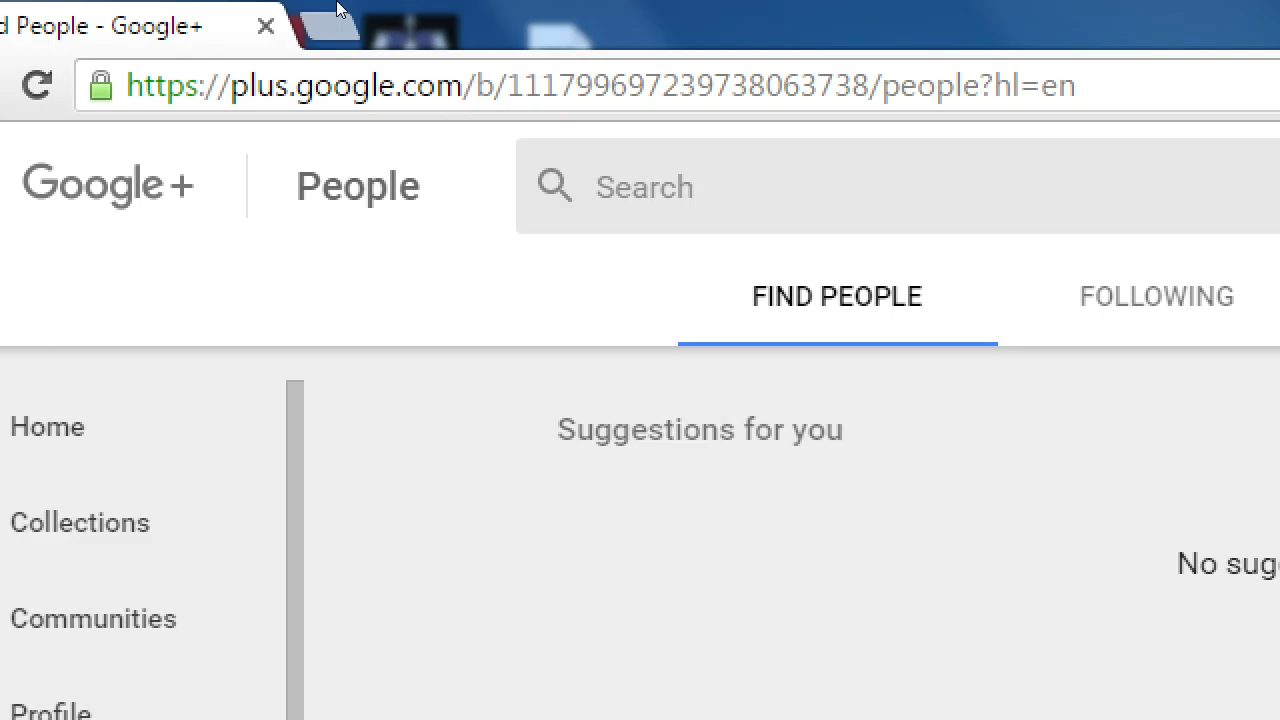 d People - Google+
https://plus.google.com/b/111799697239738063738/people?hl=en
Google+
People
Search
FIND PEOPLE
FOLLOWING
Home
Suggestions for you
Collections
No sug
Communities
Profile